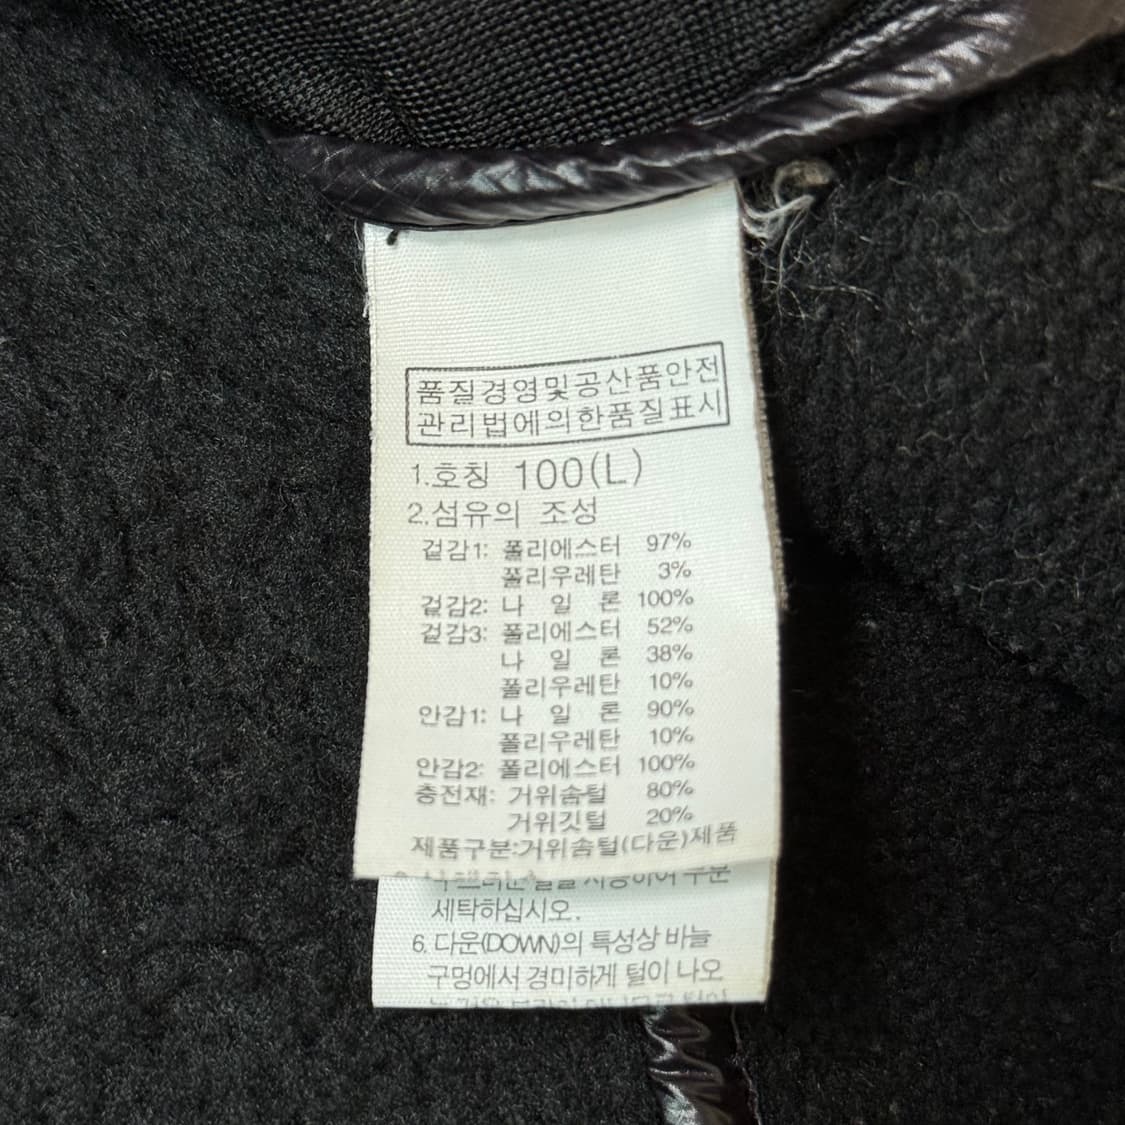 품질경영및공산품안전
관리법에의한품질표시
1.호칭 100(L)
2.섬유의 조성
겉감1: 폴리에스터 97%
폴리우레탄 3%
겉감2: 나 일 론 100%
겉감3: 폴리에스터 52%
나 일 론 38%
폴리우레탄 10%
안감1: 나 일 론 90%
폴리우레탄 10%
안감2: 폴리에스터 100%
충전재: 거위솜털 80%
거위깃털 20%
제품구분:거위솜털(다운)제품
사용하여 부분
세탁하십시오.
6. 다운(DOWN)의 특성상 바늘
구멍에서 경미하게 털이 나오